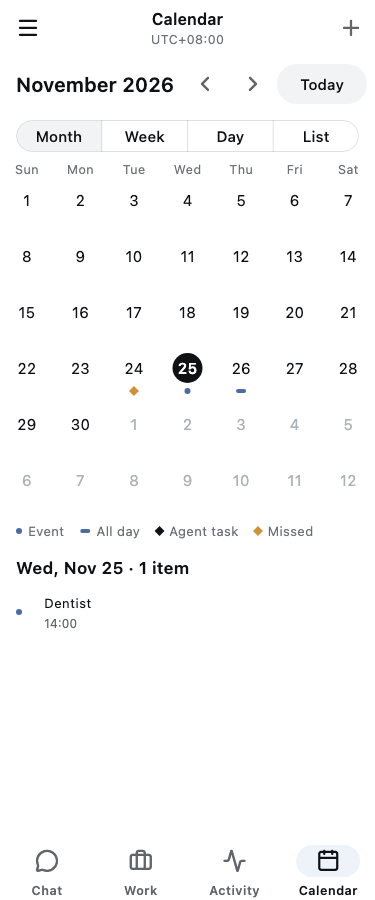 Calendar
UTC+08:00
November 2026 Today
Month Week Day List
Sun Mon Tue Wed Thu Fri Sat
1 2 3 4 5 6 7
8 9 10 11 12 13 14
15 16 17 18 19 20 21
22 23 24 25 26 27 28
29 30 1 2 3 4 5
6 7 8 9 10 11 12
Event All day Agent task Missed
Wed, Nov 25 · 1 item
Dentist
14:00
Chat Work Activity Calendar